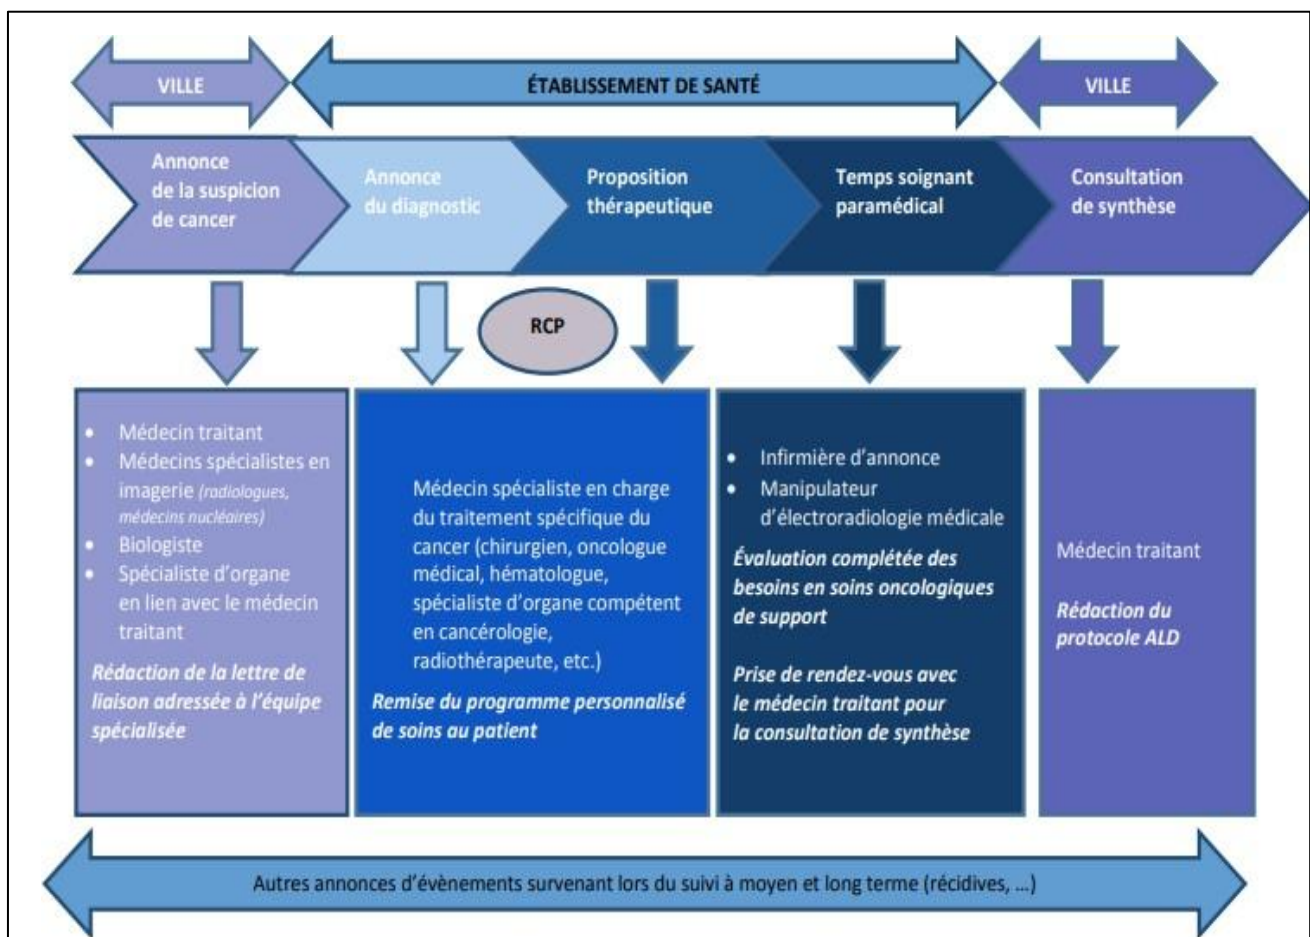 VILLE
ÉTABLISSEMENT DE SANTÉ
VILLE
Annonce
de la suspicion
de cancer
Annonce
du diagnostic
Proposition
thérapeutique
Temps soignant
paramédical
Consultation
de synthèse
RCP
• Médecin traitant
• Médecins spécialistes en
imagerie (radiologues,
médecins nucléaires)
• Biologiste
• Spécialiste d’organe
en lien avec le médecin
traitant
Rédaction de la lettre de
liaison adressée à l’équipe
spécialisée
Médecin spécialiste en charge
du traitement spécifique du
cancer (chirurgien, oncologue
médical, hématologue,
spécialiste d’organe compétent
en cancérologie,
radiothérapeute, etc.)
Remise du programme personnalisé
de soins au patient
• Infirmière d’annonce
• Manipulateur
d’électroradiologie médicale
Évaluation complétée des
besoins en soins oncologiques
de support
Prise de rendez-vous avec
le médecin traitant pour
la consultation de synthèse
Médecin traitant
Rédaction du
protocole ALD
Autres annonces d’évènements survenant lors du suivi à moyen et long terme (récidives, …)